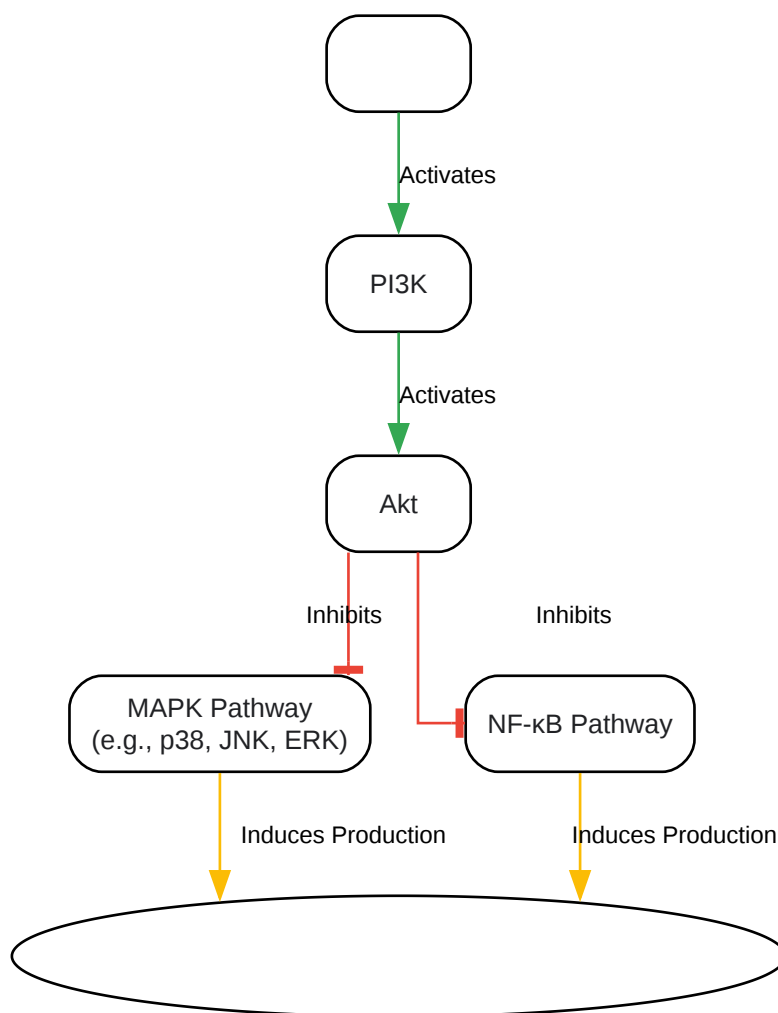 Activates
PI3K
Activates
Akt
Inhibits
Inhibits
MAPK Pathway
(e.g., p38, JNK, ERK)
NF-κB Pathway
Induces Production
Induces Production